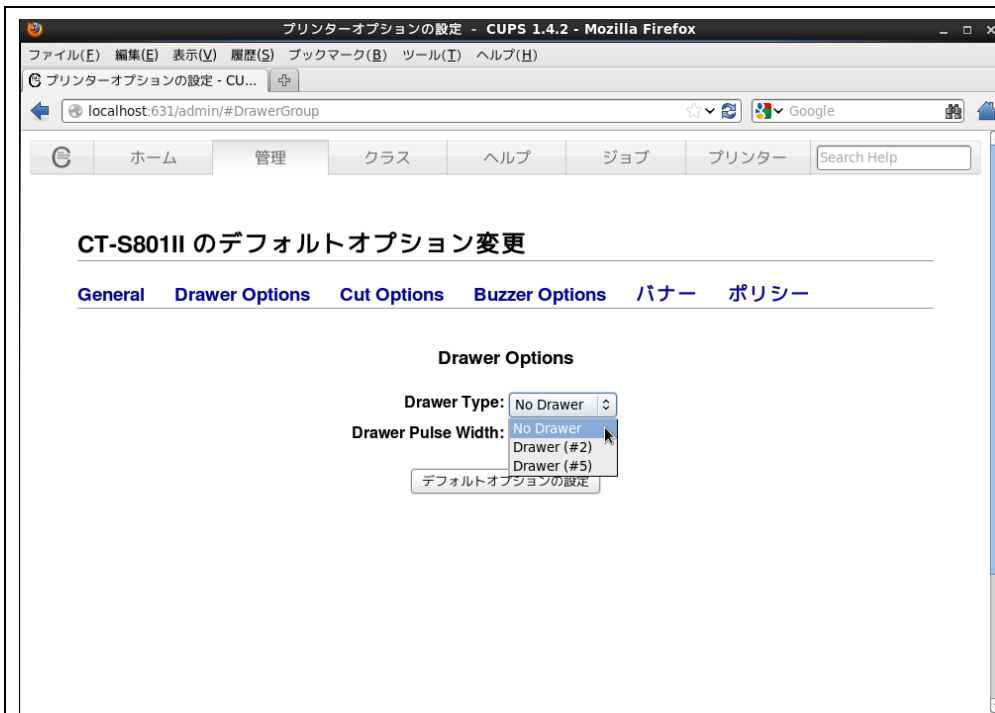 プリンターオプションの設定 - CUPS 1.4.2 - Mozilla Firefox
ファイル(F) 編集(E) 表示(V) 履歴(S) ブックマーク(B) ツール(T) ヘルプ(H)
プリンターオプションの設定 - CU...
localhost:631/admin/#DrawerGroup Google
ホーム 管理 クラス ヘルプ ジョブ プリンター Search Help
CT-S801II のデフォルトオプション変更
General Drawer Options Cut Options Buzzer Options バナー ポリシー
Drawer Options
Drawer Type: No Drawer
Drawer Pulse Width: No Drawer
Drawer (#2)
Drawer (#5)
デフォルトオプションの設定